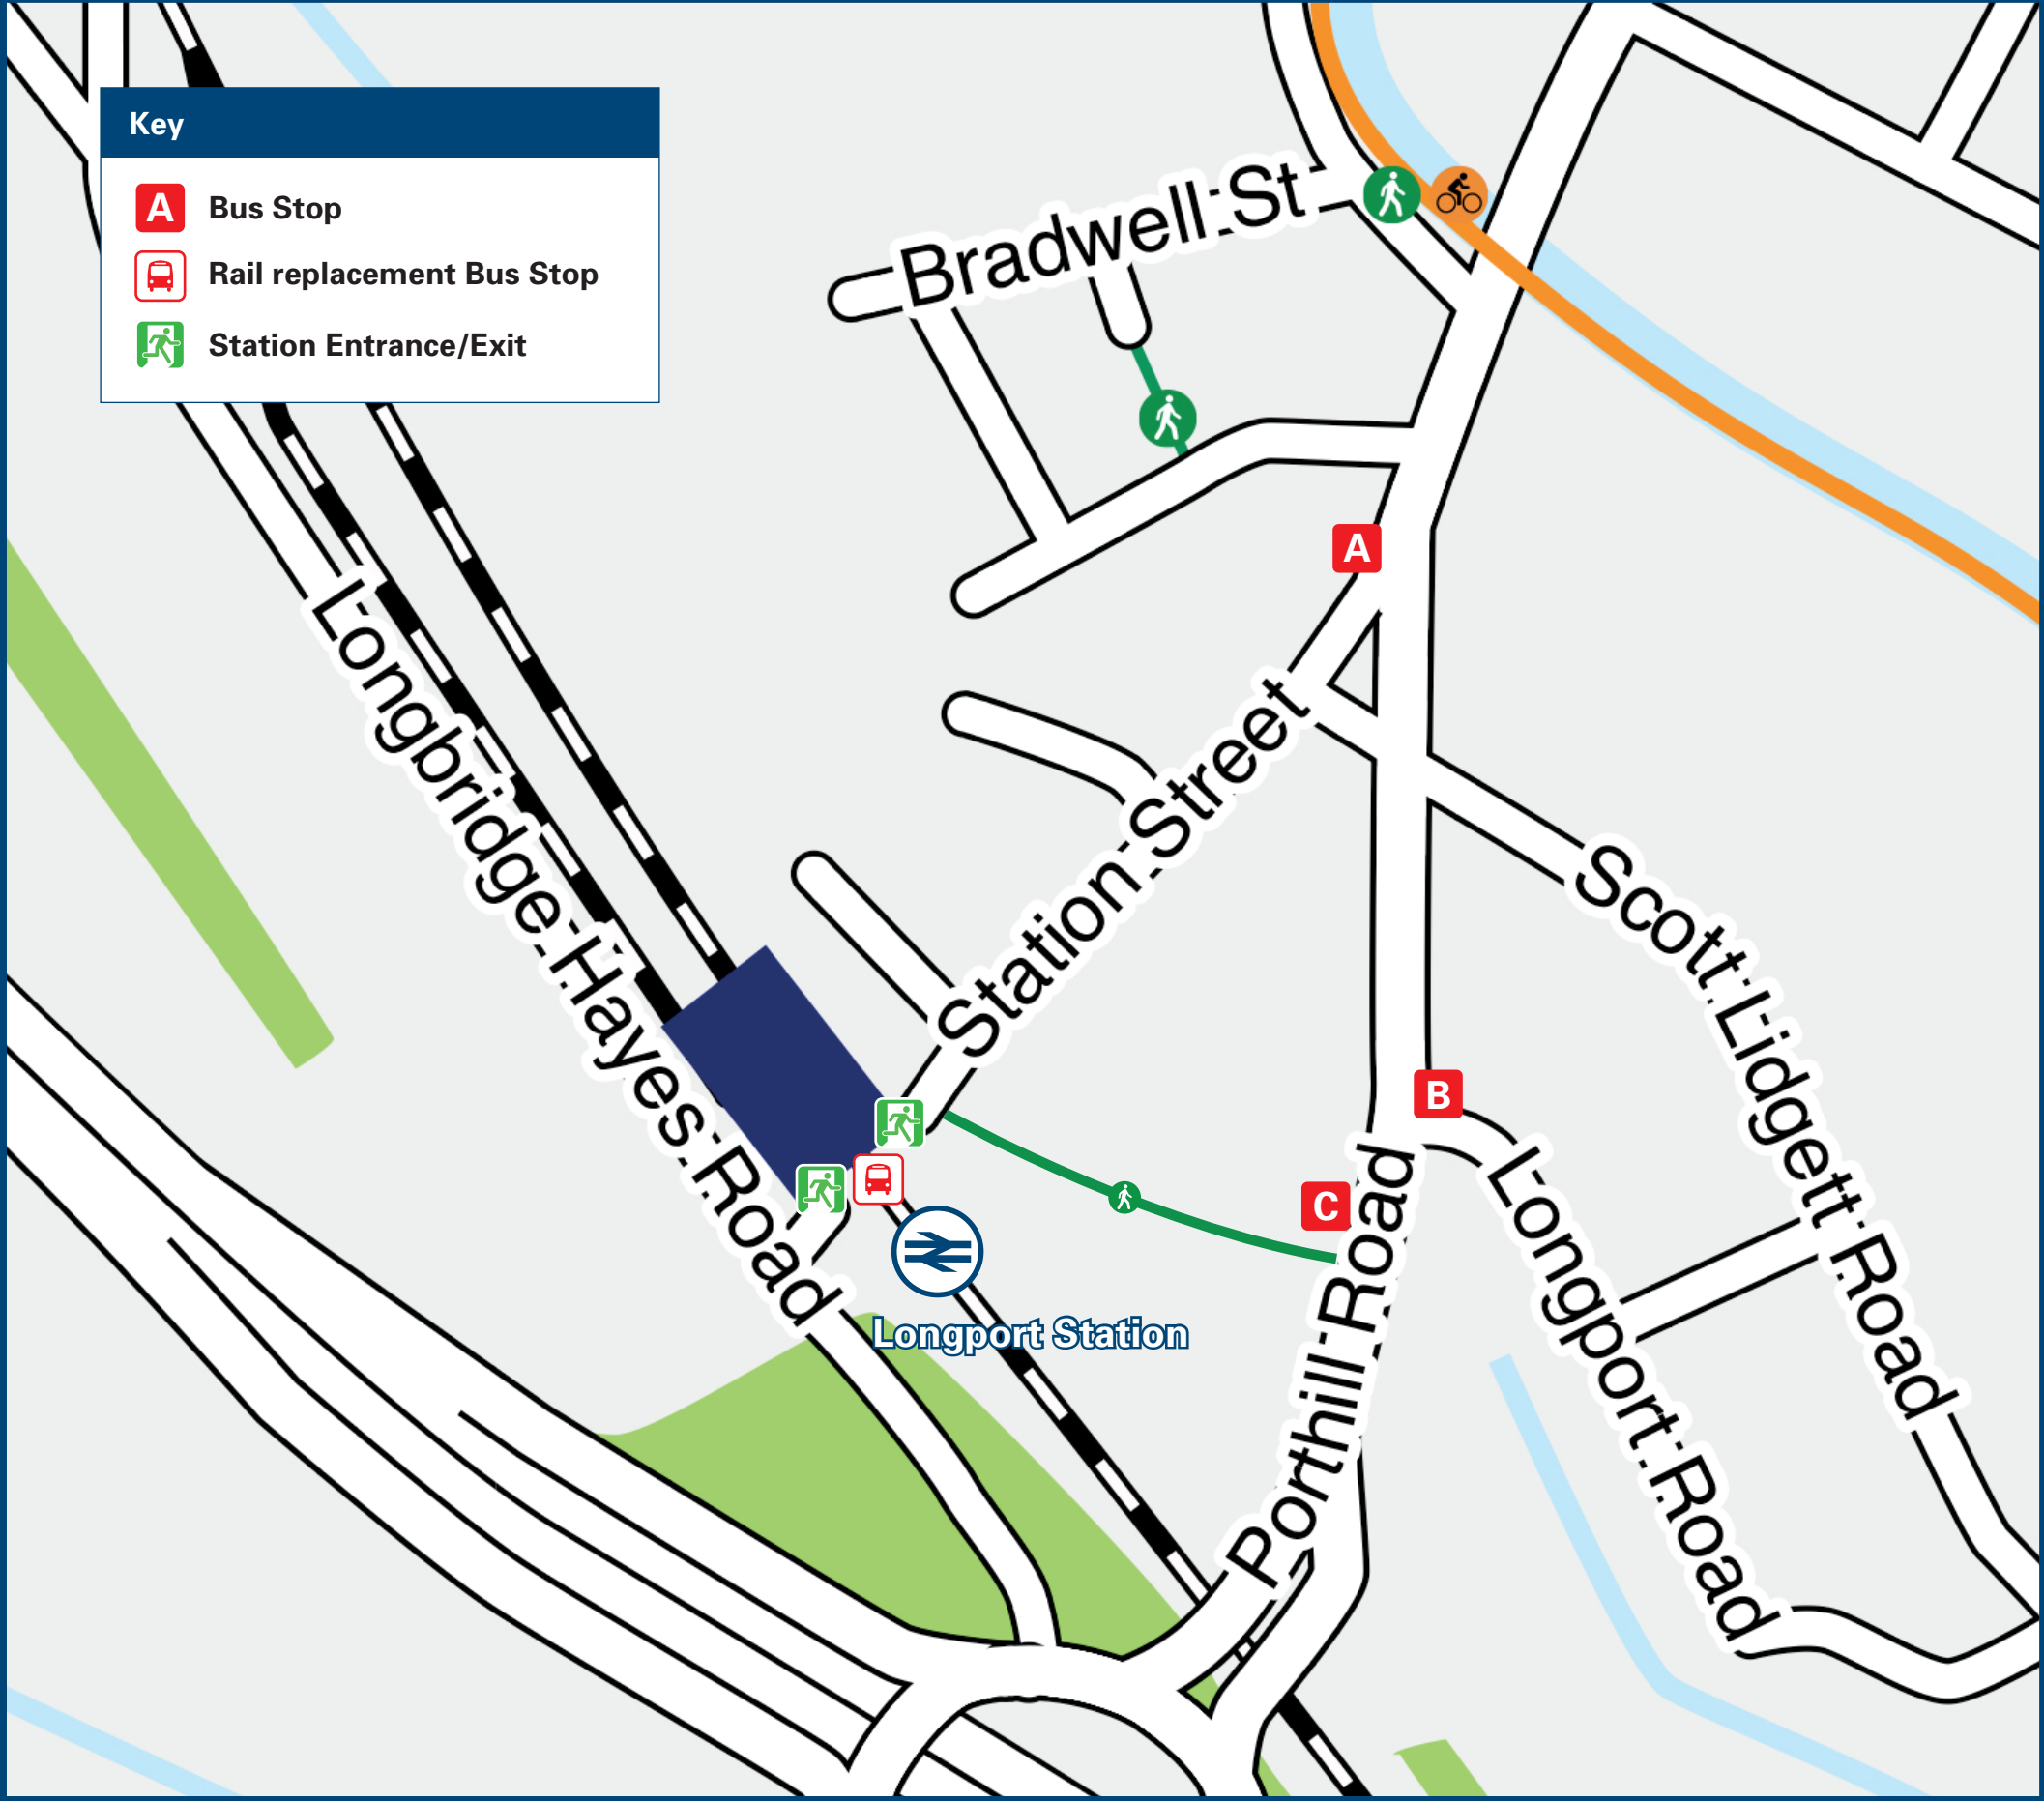 Key
A Bus Stop
Rail replacement Bus Stop
Station Entrance/Exit
Bradwell St
A
Longbridge Hayes Road
Station Street
Scott Lidgett Road
B
C
Longport Road
Porthill Road
Longport Station